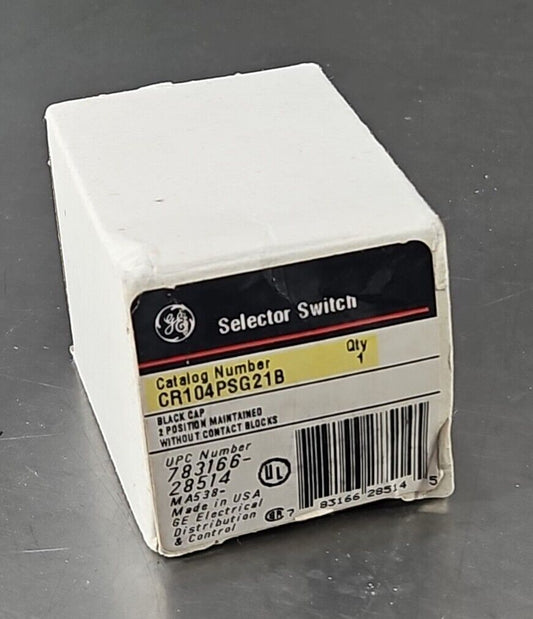 GE
Selector Switch
Catalog Number Qty
CR104PSG21B 1
BLACK CAP
2 POSITION MAINTAINED
WITHOUT CONTACT BLOCKS
UPC Number
783166-
28514
MA538-
Made in USA
GE Electrical
Distribution
& Control
UL
7 83166 28514 5